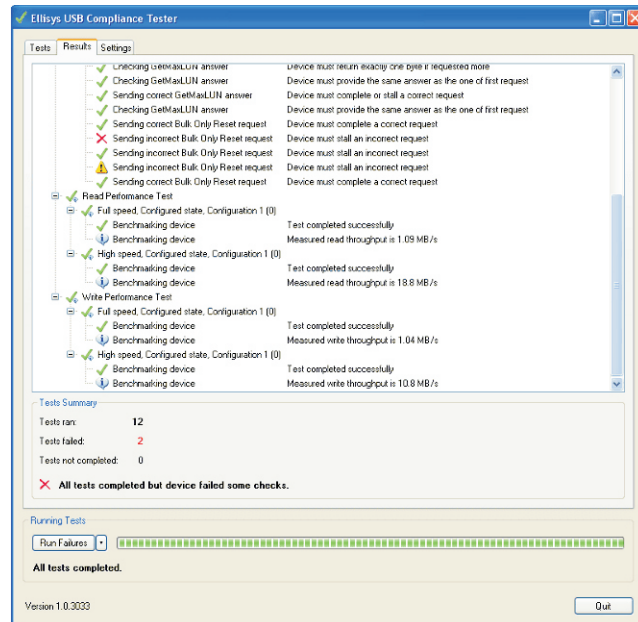 Ellisys USB Compliance Tester
Tests Results Settings
Checking GetMaxLUN answer Device must return exactly one byte if requested more
Checking GetMaxLUN answer Device must provide the same answer as the one of first request
Sending correct GetMaxLUN answer Device must complete or stall a correct request
Checking GetMaxLUN answer Device must provide the same answer as the one of first request
Sending correct Bulk Only Reset request Device must complete a correct request
Sending incorrect Bulk Only Reset request Device must stall an incorrect request
Sending incorrect Bulk Only Reset request Device must stall an incorrect request
Sending incorrect Bulk Only Reset request Device must stall an incorrect request
Sending correct Bulk Only Reset request Device must complete a correct request
Read Performance Test
Full speed, Configured state, Configuration 1 (0)
Benchmarking device Test completed successfully
Benchmarking device Measured read throughput is 1.09 MB/s
High speed, Configured state, Configuration 1 (0)
Benchmarking device Test completed successfully
Benchmarking device Measured read throughput is 18.8 MB/s
Write Performance Test
Full speed, Configured state, Configuration 1 (0)
Benchmarking device Test completed successfully
Benchmarking device Measured write throughput is 1.04 MB/s
High speed, Configured state, Configuration 1 (0)
Benchmarking device Test completed successfully
Benchmarking device Measured write throughput is 10.8 MB/s
Tests Summary
Tests ran: 12
Tests failed: 2
Tests not completed: 0
All tests completed but device failed some checks.
Running Tests
Run Failures
All tests completed.
Version 1.0.3033 Quit